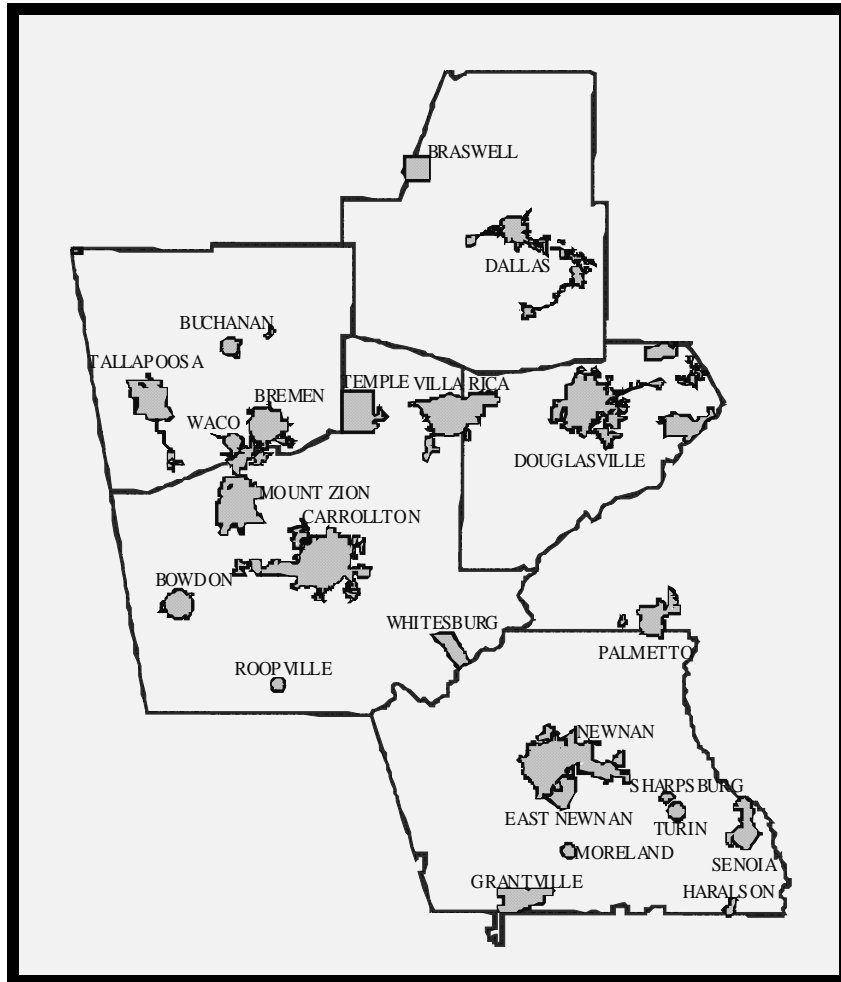 BRASWELL
DALLAS
BUCHANAN
TALLAPOOSA
TEMPLE
VILLA RICA
BREMEN
WACO
DOUGLASVILLE
MOUNT ZION
CARROLLTON
BOWDON
WHITESBURG
PALMETTO
ROOPVILLE
NEWNAN
SHARPSBURG
EAST NEWNAN
TURIN
MORELAND
SENOIA
GRANTVILLE
HARALSON